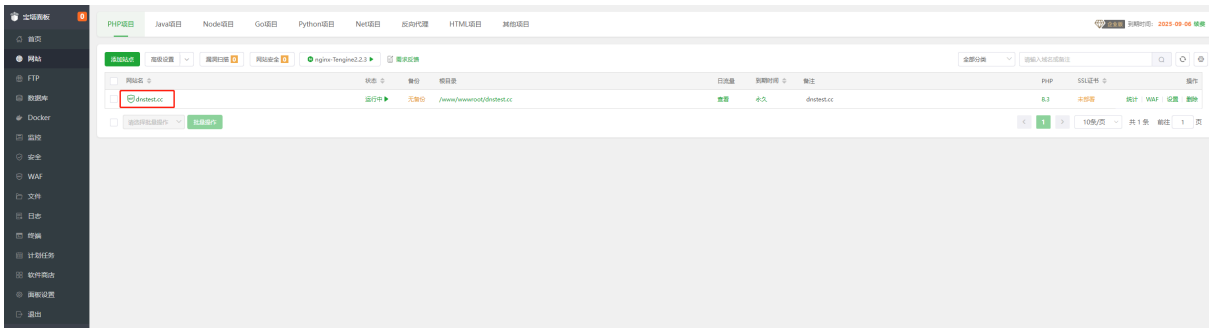 宝塔面板 0
首页
网站
FTP
数据库
Docker
监控
安全
WAF
文件
日志
终端
计划任务
软件商店
面板设置
退出
PHP项目 Java项目 Node项目 Go项目 Python项目 Net项目 反向代理 HTML项目 其他项目
企业版 到期时间: 2025-09-06 续费
添加站点 高级设置 漏洞扫描 0 网站安全 0 nginx-Tengine2.2.3 需求反馈 全部分类 请输入域名或备注
网站名 状态 备份 根目录 日流量 到期时间 备注 PHP SSL证书 操作
dnstest.cc 运行中 无备份 /www/wwwroot/dnstest.cc 查看 永久 dnstest.cc 8.3 未部署 统计 WAF 设置 删除
请选择批量操作 批量操作 1 10条/页 共 1 条 前往 1 页